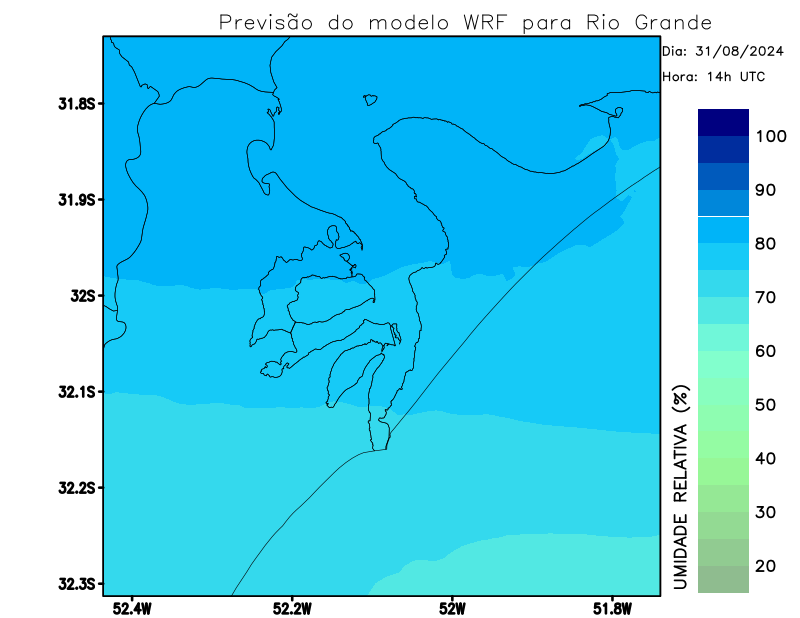 Previsão do modelo WRF para Rio Grande
Dia: 31/08/2024
Hora: 14h UTC
31.8S
31.9S
32S
32.1S
32.2S
32.3S
52.4W
52.2W
52W
51.8W
100
90
80
70
60
50
40
30
20
UMIDADE RELATIVA (%)